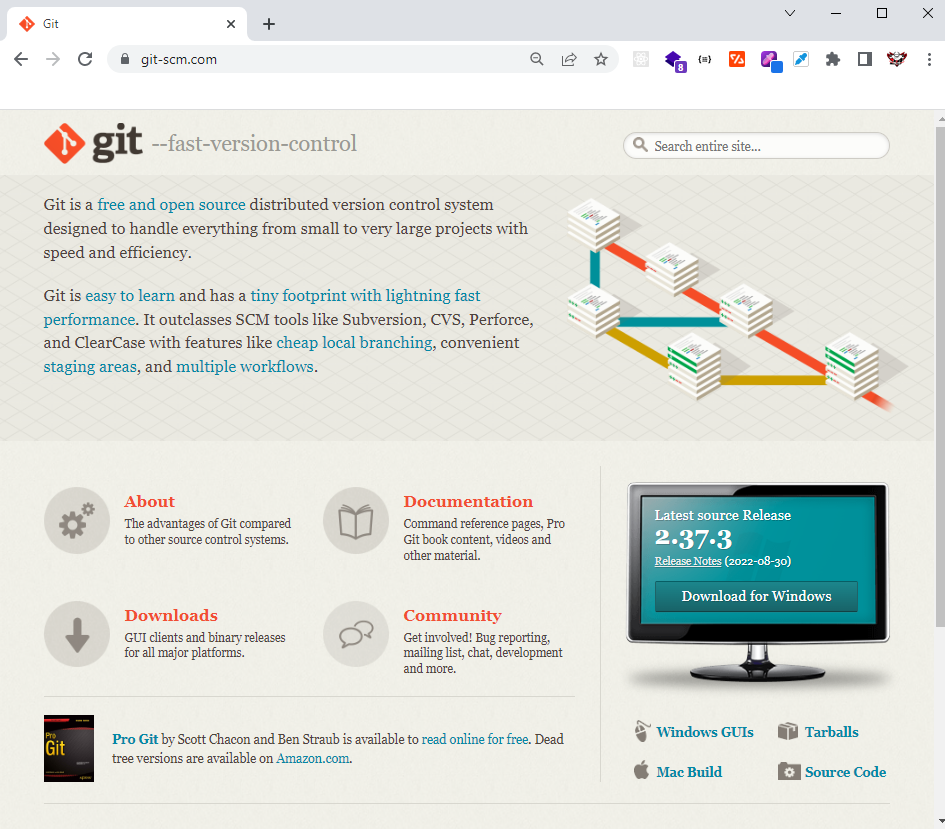 Git
git-scm.com
8
git --fast-version-control
Search entire site...
Git is a free and open source distributed version control system
designed to handle everything from small to very large projects with
speed and efficiency.
Git is easy to learn and has a tiny footprint with lightning fast
performance. It outclasses SCM tools like Subversion, CVS, Perforce,
and ClearCase with features like cheap local branching, convenient
staging areas, and multiple workflows.
About
The advantages of Git compared
to other source control systems.
Documentation
Command reference pages, Pro
Git book content, videos and
other material.
Downloads
GUI clients and binary releases
for all major platforms.
Community
Get involved! Bug reporting,
mailing list, chat, development
and more.
Latest source Release
2.37.3
Release Notes (2022-08-30)
Download for Windows
Pro
Git
Pro Git by Scott Chacon and Ben Straub is available to read online for free. Dead
tree versions are available on Amazon.com.
Windows GUIs
Tarballs
Mac Build
Source Code